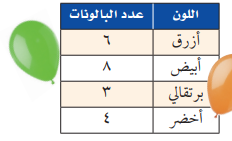 اللون عدد البالونات
أزرق ٦
أبيض ٨
برتقالي ٣
أخضر ٤